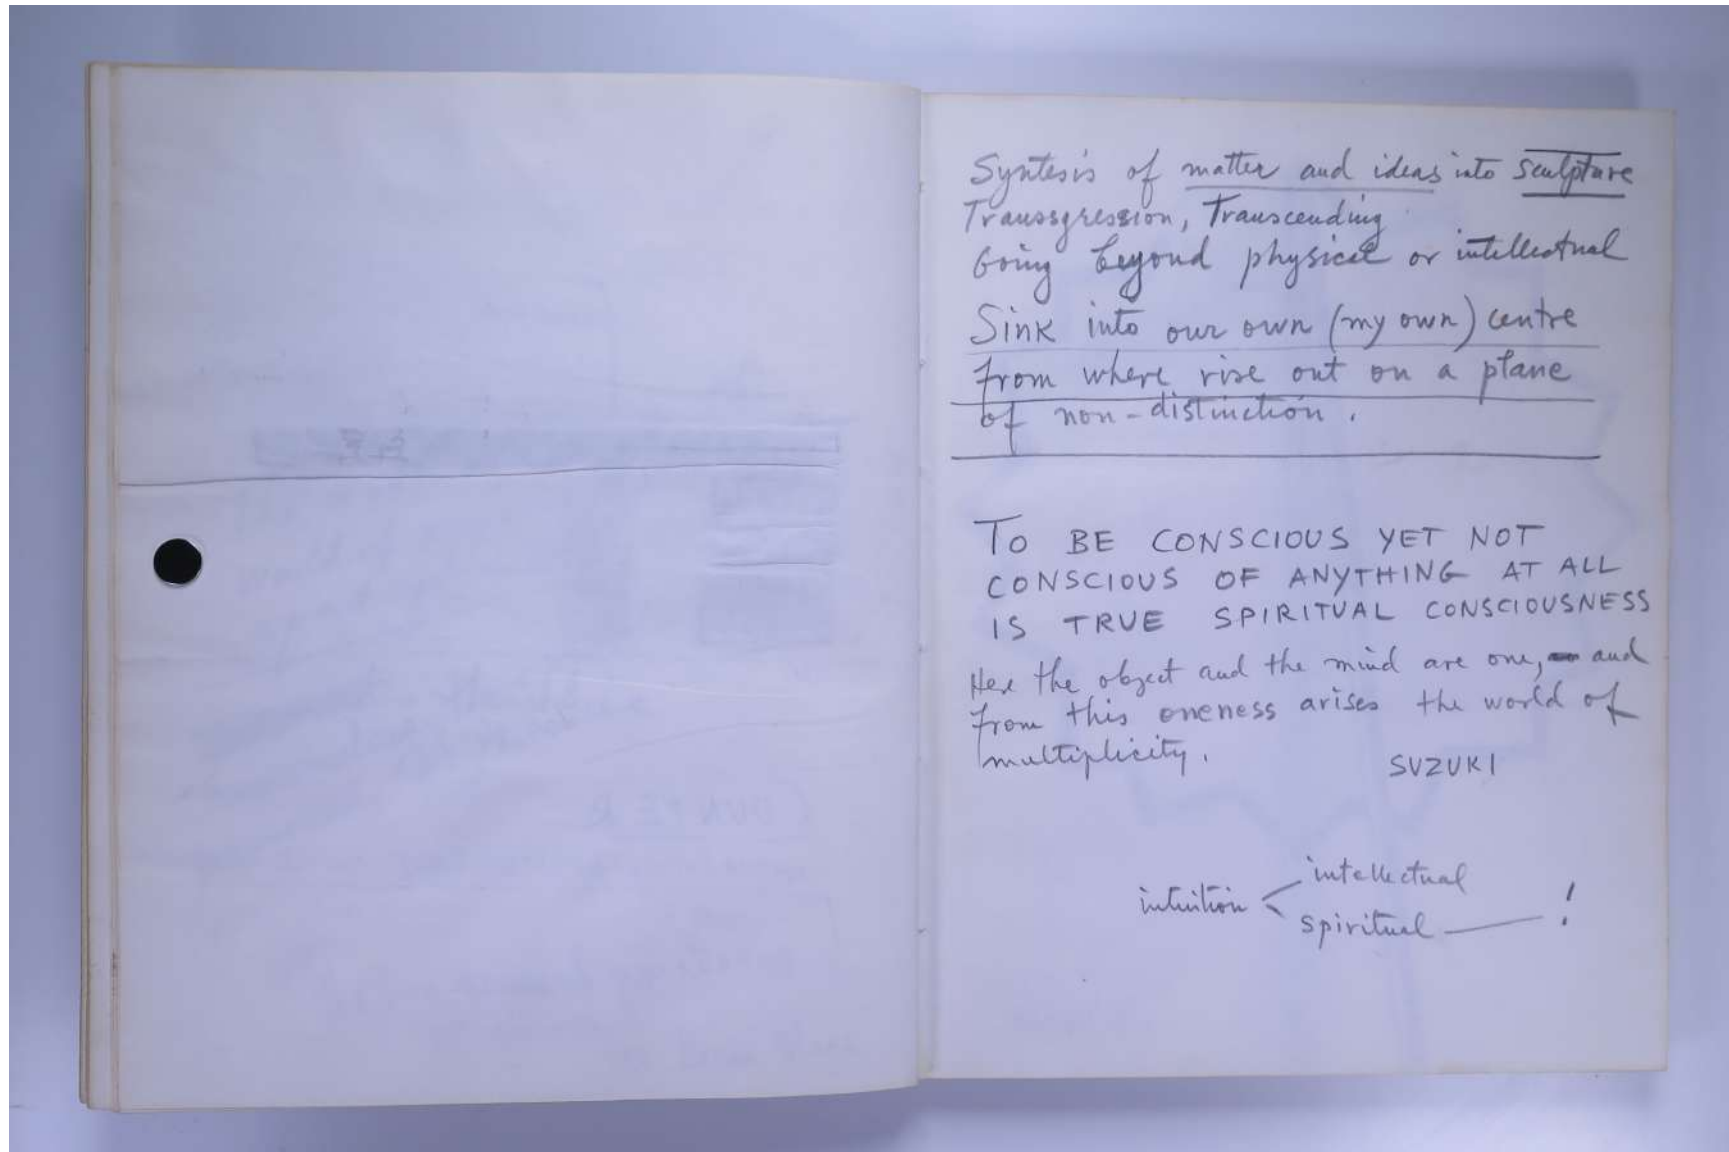 Syntesis of matter and ideas into sculpture
Transsgression, Transcending
Going beyond physical or intellectual
Sink into our own (my own) centre
from where rise out on a plane
of non-distinction.
TO BE CONSCIOUS YET NOT
CONSCIOUS OF ANYTHING AT ALL
IS TRUE SPIRITUAL CONSCIOUSNESS
Here the object and the mind are one, and
from this oneness arises the world of
multiplicity.
SUZUKI
intellectual
intuition
spiritual — !